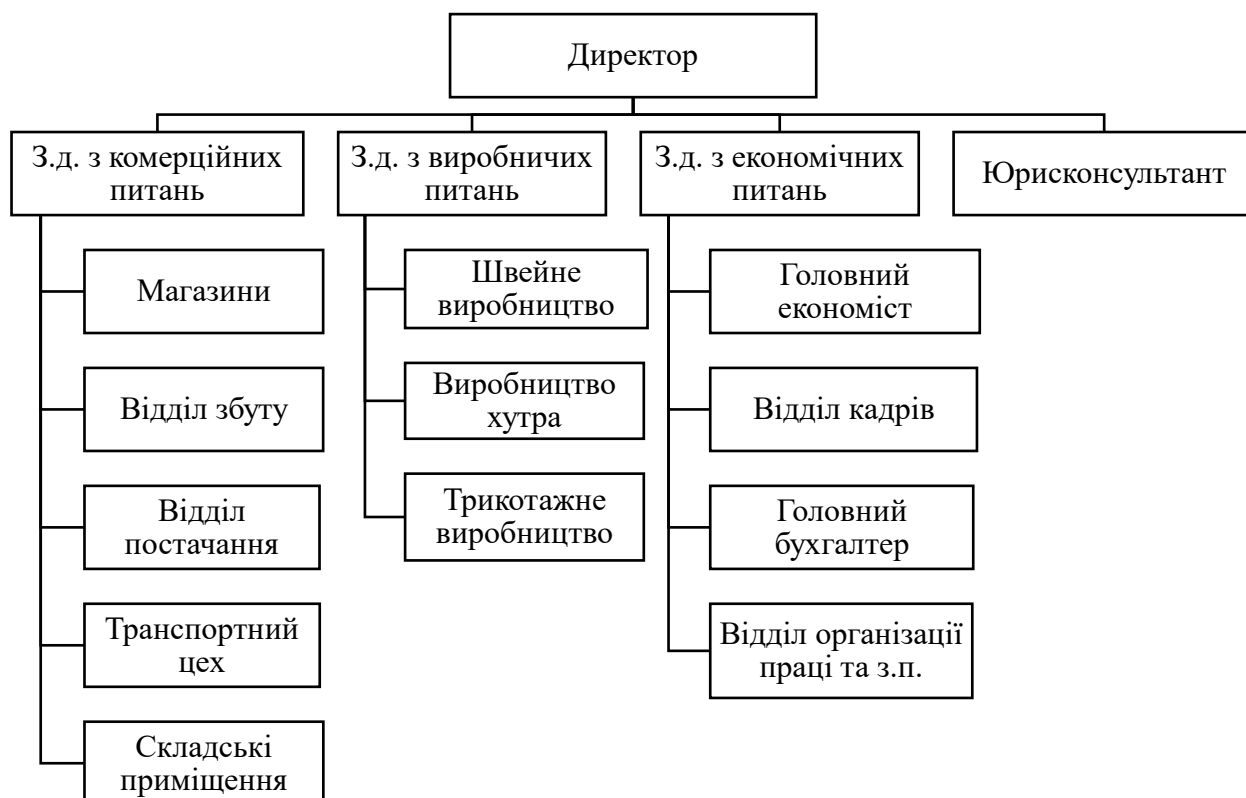 Директор
З.д. з комерційних
питань
З.д. з виробничих
питань
З.д. з економічних
питань
Юрисконсультант
Магазини
Відділ збуту
Відділ
постачання
Транспортний
цех
Складські
приміщення
Швейне
виробництво
Виробництво
хутра
Трикотажне
виробництво
Головний
економіст
Відділ кадрів
Головний
бухгалтер
Відділ організації
праці та з.п.